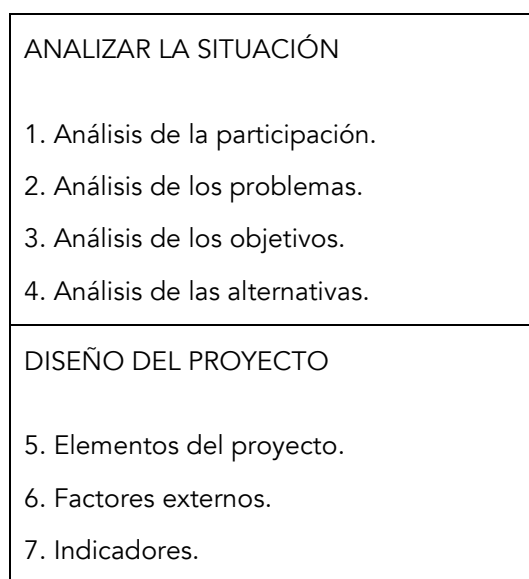 ANALIZAR LA SITUACIÓN
1. Análisis de la participación.
2. Análisis de los problemas.
3. Análisis de los objetivos.
4. Análisis de las alternativas.
DISEÑO DEL PROYECTO
5. Elementos del proyecto.
6. Factores externos.
7. Indicadores.